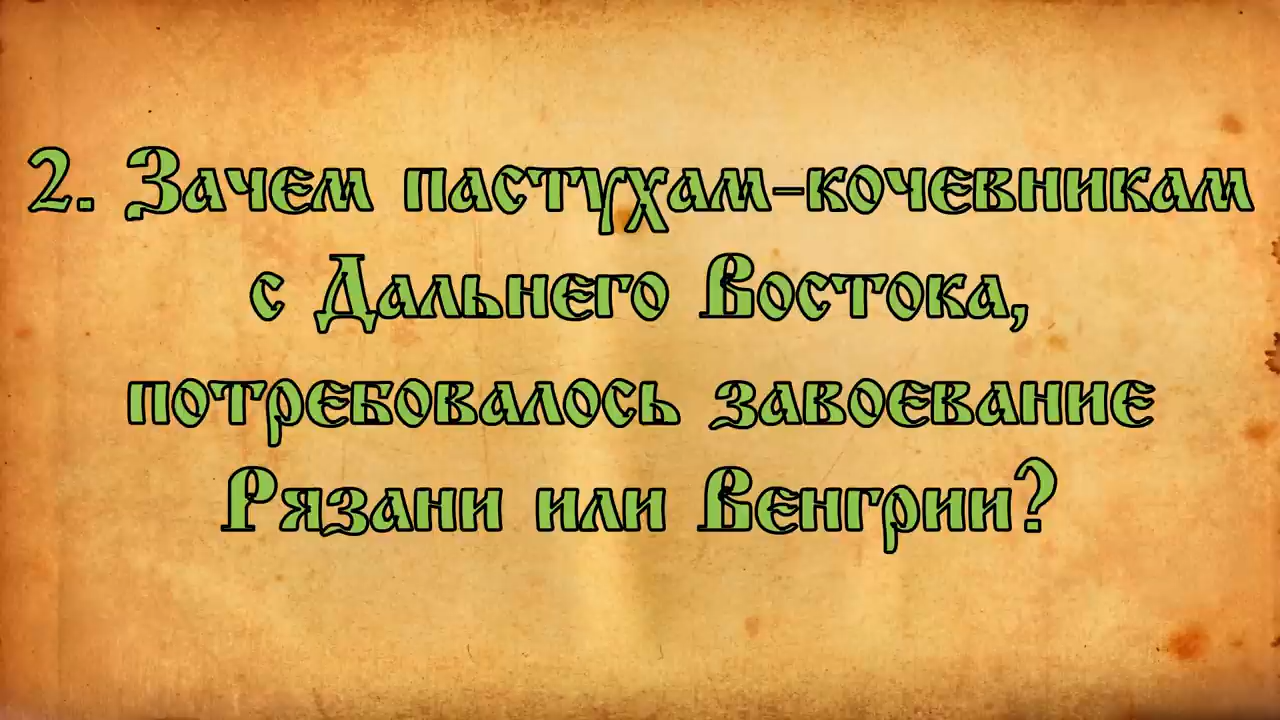 2. Зачем пастухам-кочевникам
с Дальнего Востока,
потребовалось завоевание
Рязани или Венгрии?